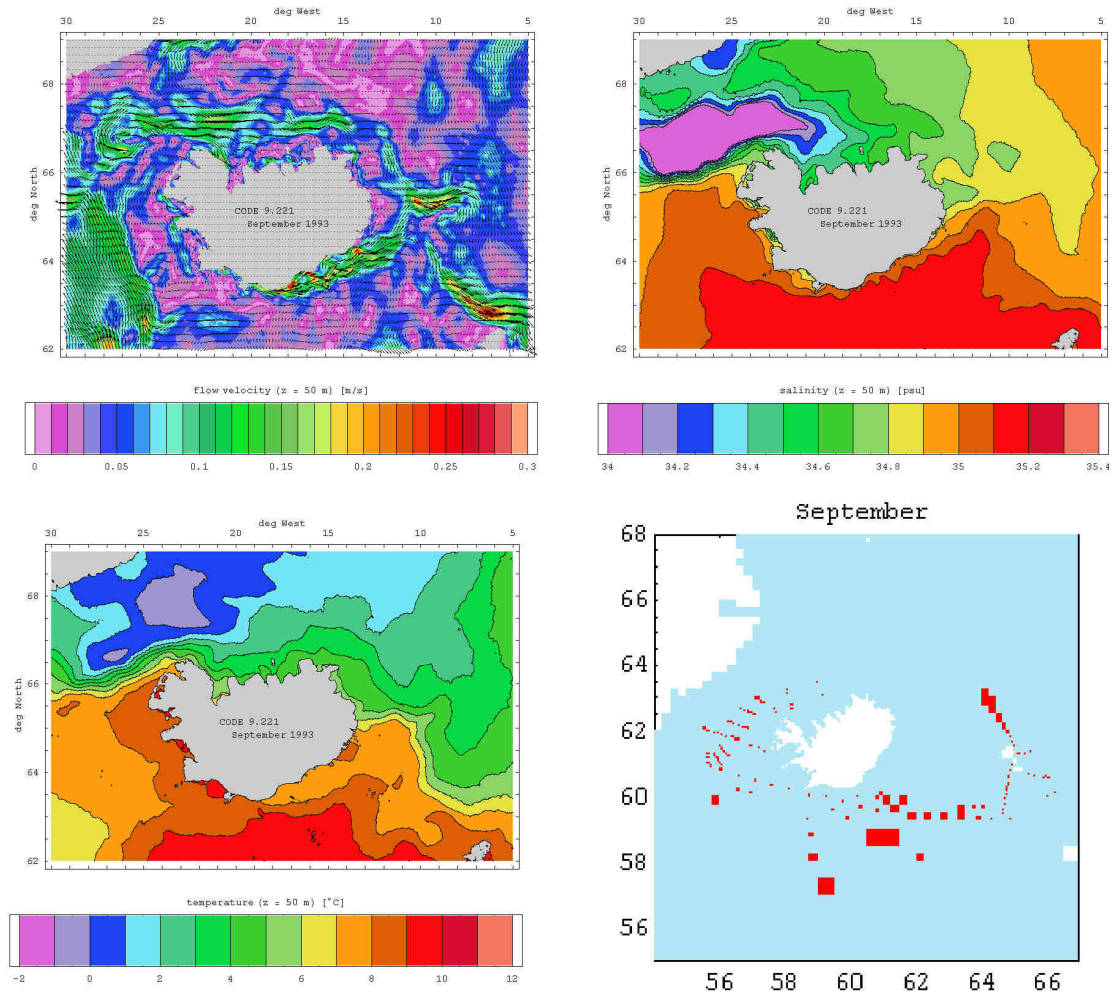 deg West
30 25 20 15 10 5
68
66
64
62
deg North
CODE 9.221
September 1993
flow velocity (z = 50 m) [m/s]
0 0.05 0.1 0.15 0.2 0.25 0.3
deg West
30 25 20 15 10 5
68
66
64
62
deg North
CODE 9.221
September 1993
salinity (z = 50 m) [psu]
34 34.2 34.4 34.6 34.8 35 35.2 35.4
deg West
30 25 20 15 10 5
68
66
64
62
deg North
CODE 9.221
September 1993
temperature (z = 50 m) [°C]
-2 0 2 4 6 8 10 12
September
68
66
64
62
60
58
56
56 58 60 62 64 66